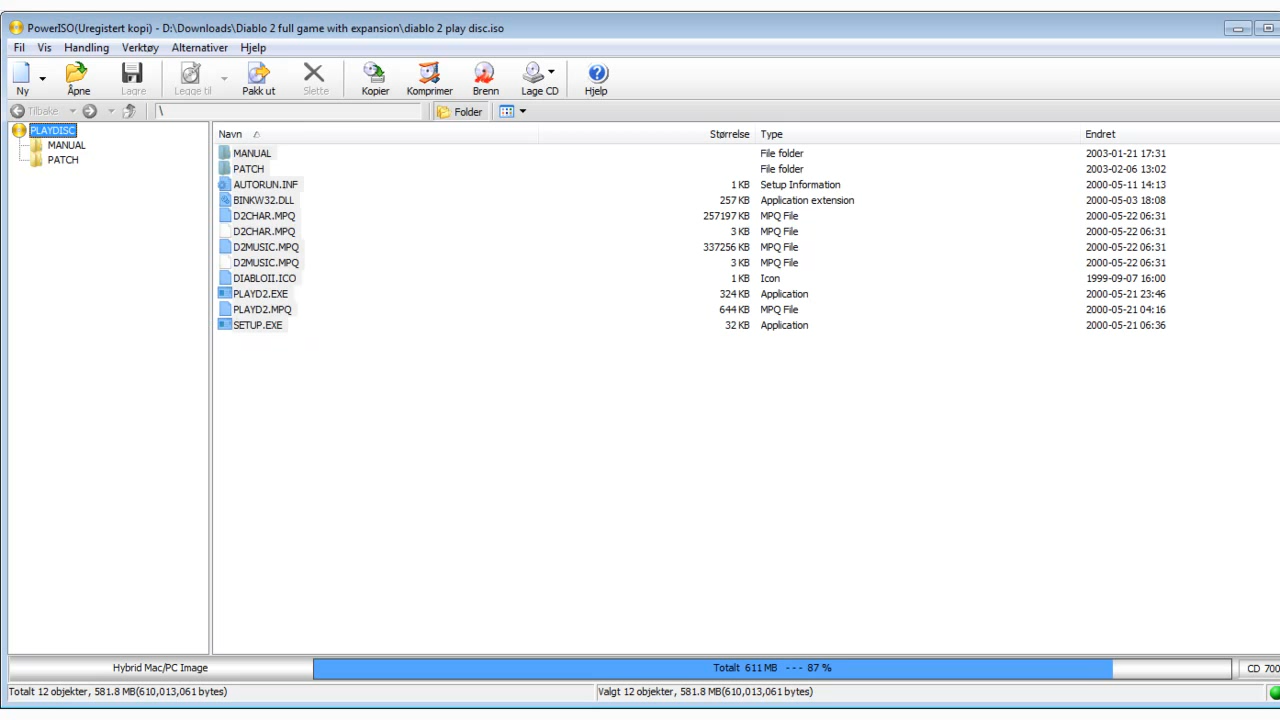 PowerISO(Uregistert kopi) - D:\Downloads\Diablo 2 full game with expansion\diablo 2 play disc.iso
Fil Vis Handling Verktøy Alternativer Hjelp
Ny Åpne Lagre Legge til Pakk ut Slette Kopier Komprimer Brenn Lage CD Hjelp
Tilbake \ Folder
PLAYDISC
MANUAL
PATCH
Navn Størrelse Type Endret
MANUAL File folder 2003-01-21 17:31
PATCH File folder 2003-02-06 13:02
AUTORUN.INF 1 KB Setup Information 2000-05-11 14:13
BINKW32.DLL 257 KB Application extension 2000-05-03 18:08
D2CHAR.MPQ 257197 KB MPQ File 2000-05-22 06:31
D2CHAR.MPQ 3 KB MPQ File 2000-05-22 06:31
D2MUSIC.MPQ 337256 KB MPQ File 2000-05-22 06:31
D2MUSIC.MPQ 3 KB MPQ File 2000-05-22 06:31
DIABLOII.ICO 1 KB Icon 1999-09-07 16:00
PLAYD2.EXE 324 KB Application 2000-05-21 23:46
PLAYD2.MPQ 644 KB MPQ File 2000-05-21 04:16
SETUP.EXE 32 KB Application 2000-05-21 06:36
Hybrid Mac/PC Image Totalt 611 MB --- 87 % CD 700
Totalt 12 objekter, 581.8 MB(610,013,061 bytes) Valgt 12 objekter, 581.8 MB(610,013,061 bytes)